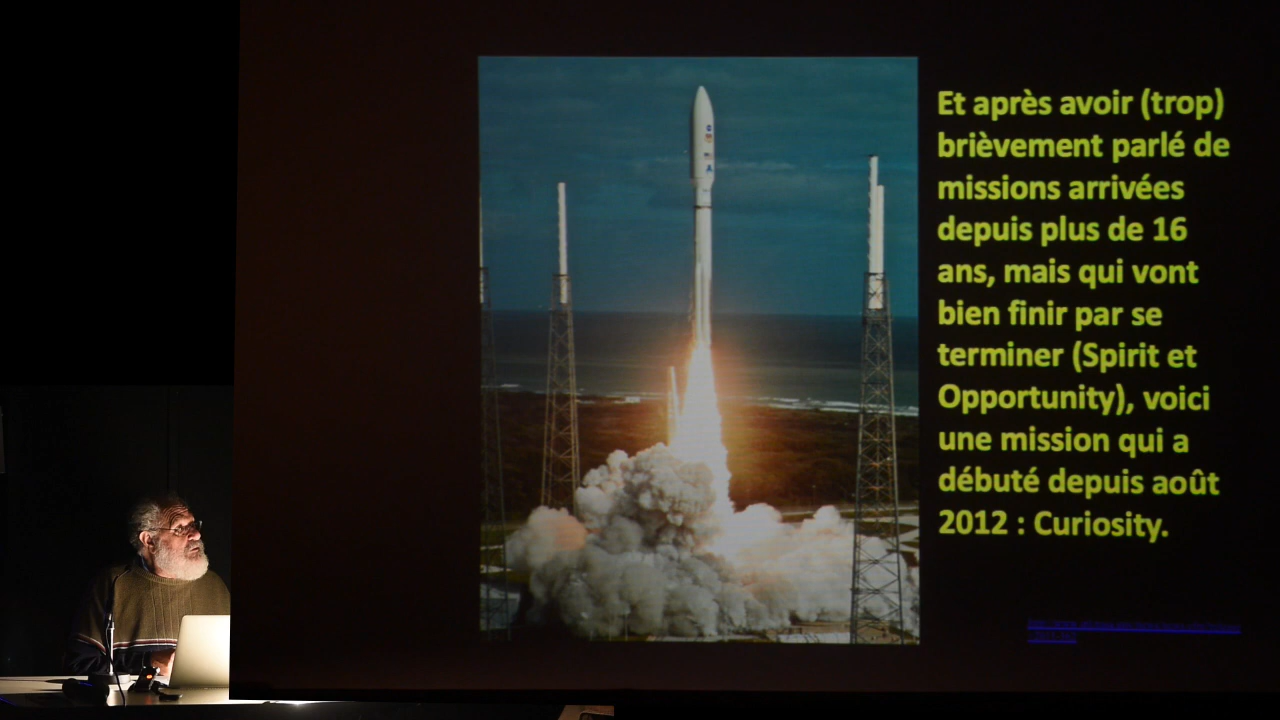 Et après avoir (trop)
brièvement parlé de
missions arrivées
depuis plus de 16
ans, mais qui vont
bien finir par se
terminer (Spirit et
Opportunity), voici
une mission qui a
débuté depuis août
2012 : Curiosity.